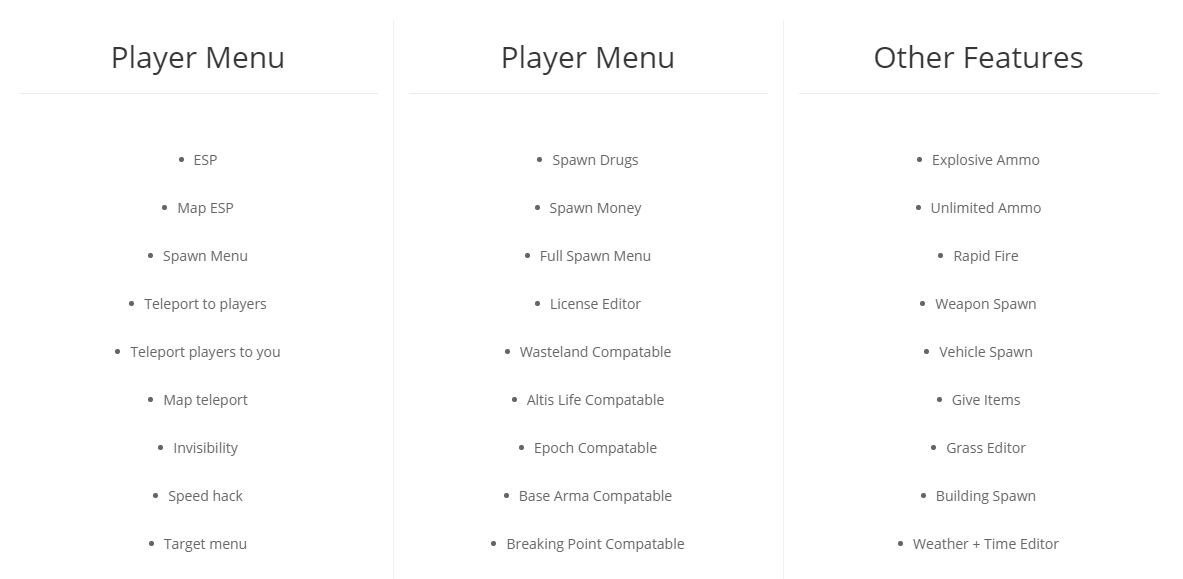 Player Menu
• ESP
• Map ESP
• Spawn Menu
• Teleport to players
• Teleport players to you
• Map teleport
• Invisibility
• Speed hack
• Target menu
Player Menu
• Spawn Drugs
• Spawn Money
• Full Spawn Menu
• License Editor
• Wasteland Compatable
• Altis Life Compatable
• Epoch Compatable
• Base Arma Compatable
• Breaking Point Compatable
Other Features
• Explosive Ammo
• Unlimited Ammo
• Rapid Fire
• Weapon Spawn
• Vehicle Spawn
• Give Items
• Grass Editor
• Building Spawn
• Weather + Time Editor